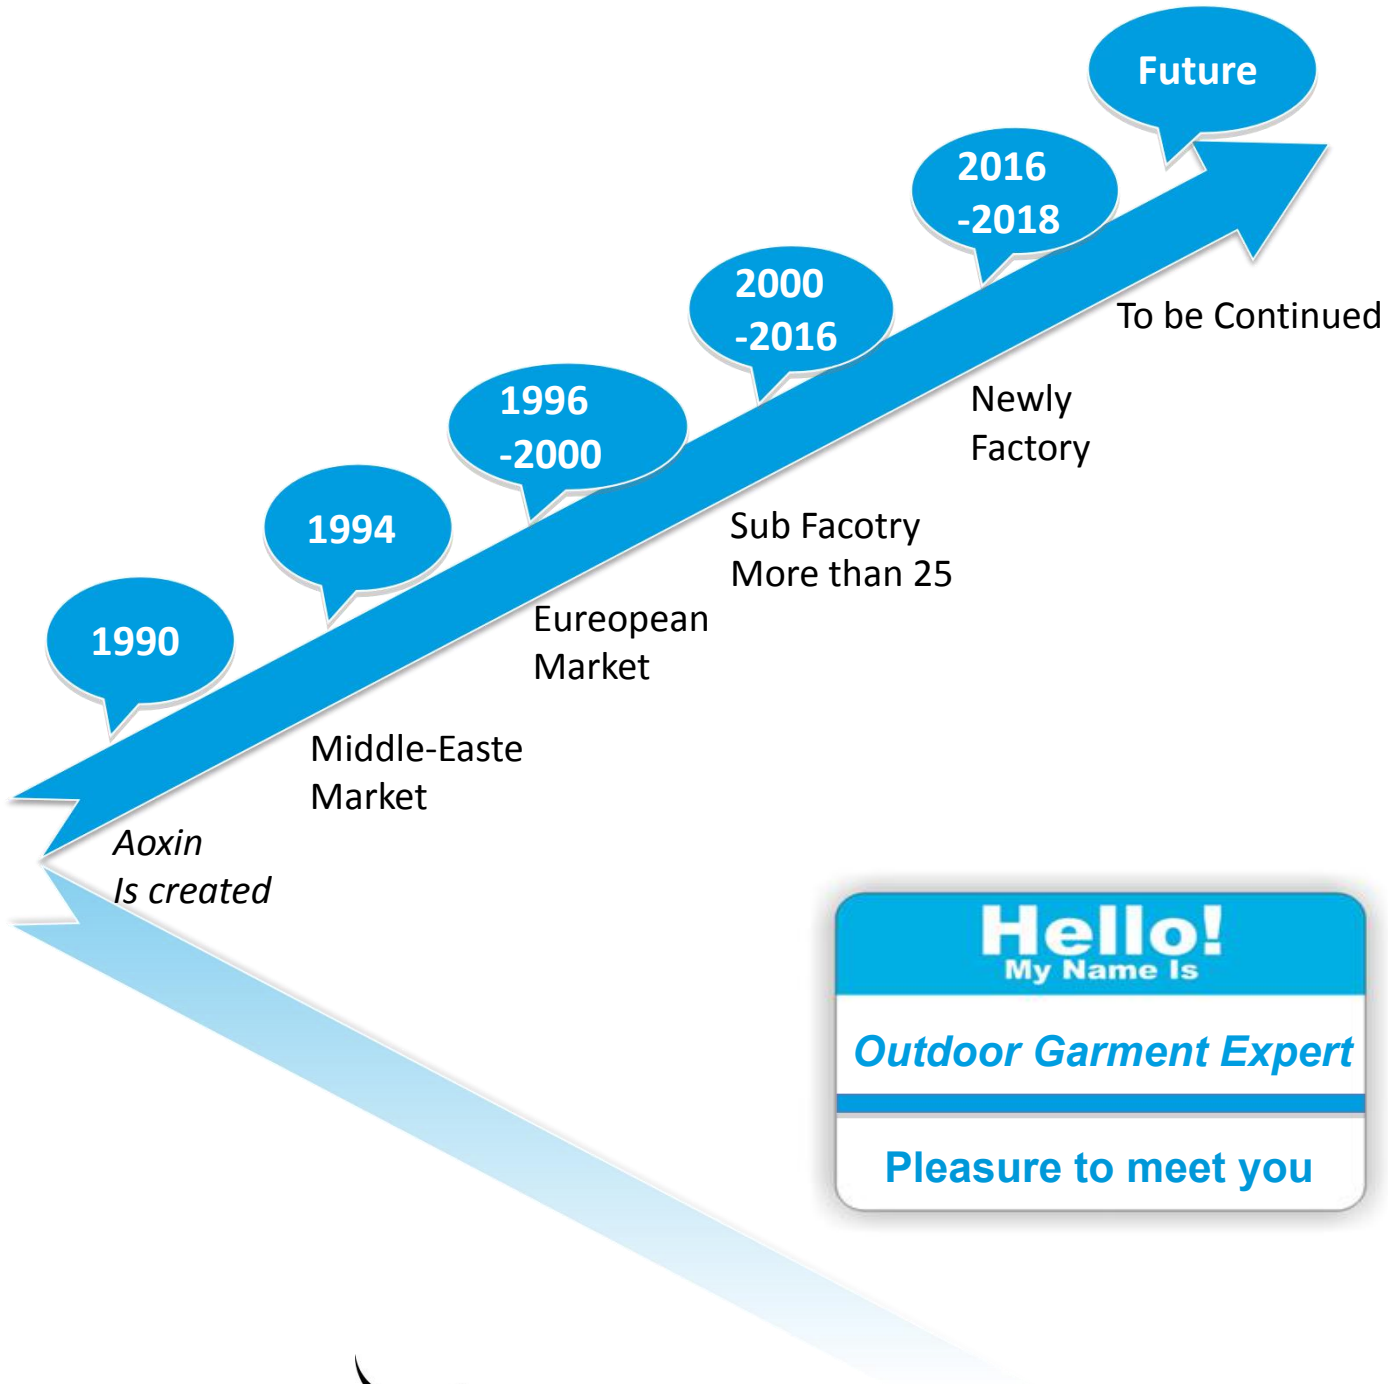 Future
2016
-2018
2000
-2016
1996
-2000
1994
1990
To be Continued
Newly
Factory
Sub Facotry
More than 25
Eureopean
Market
Middle-Easte
Market
Aoxin
Is created
Hello!
My Name Is
Outdoor Garment Expert
Pleasure to meet you